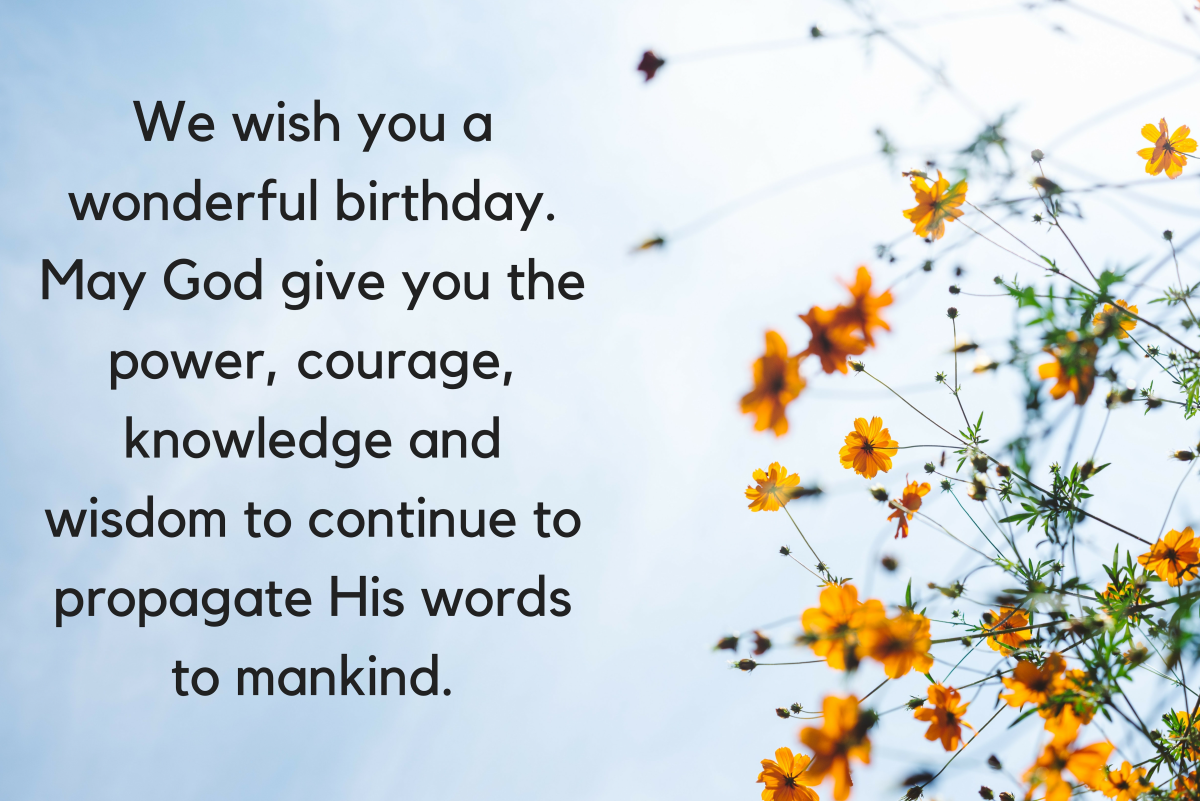 We wish you a
wonderful birthday.
May God give you the
power, courage,
knowledge and
wisdom to continue to
propagate His words
to mankind.